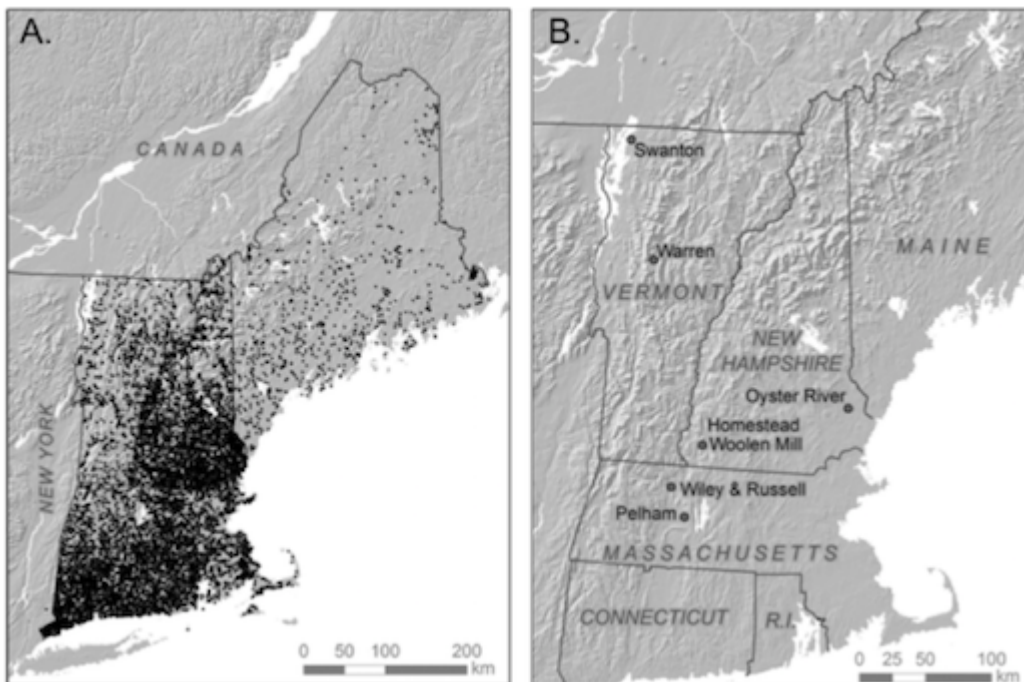 A.
CANADA
NEW YORK
0 50 100 200
km
B.
Swanton
Warren
VERMONT
MAINE
NEW
HAMPSHIRE
Oyster River
Homestead
Woolen Mill
Wiley & Russell
Pelham
MASSACHUSETTS
CONNECTICUT
R.I.
0 25 50 100
km